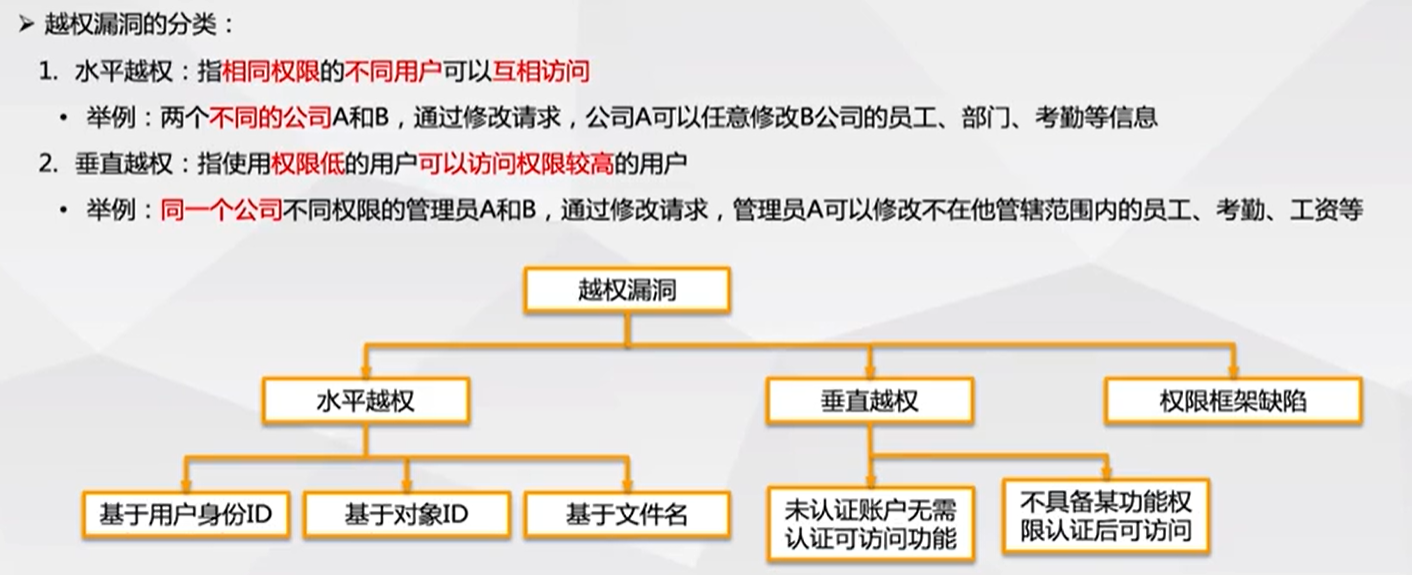 ➢ 越权漏洞的分类：
1. 水平越权：指相同权限的不同用户可以互相访问
• 举例：两个不同的公司A和B，通过修改请求，公司A可以任意修改B公司的员工、部门、考勤等信息
2. 垂直越权：指使用权限低的用户可以访问权限较高的用户
• 举例：同一个公司不同权限的管理员A和B，通过修改请求，管理员A可以修改不在他管辖范围内的员工、考勤、工资等
越权漏洞
水平越权
垂直越权
权限框架缺陷
基于用户身份ID
基于对象ID
基于文件名
未认证账户无需
认证可访问功能
不具备某功能权
限认证后可访问